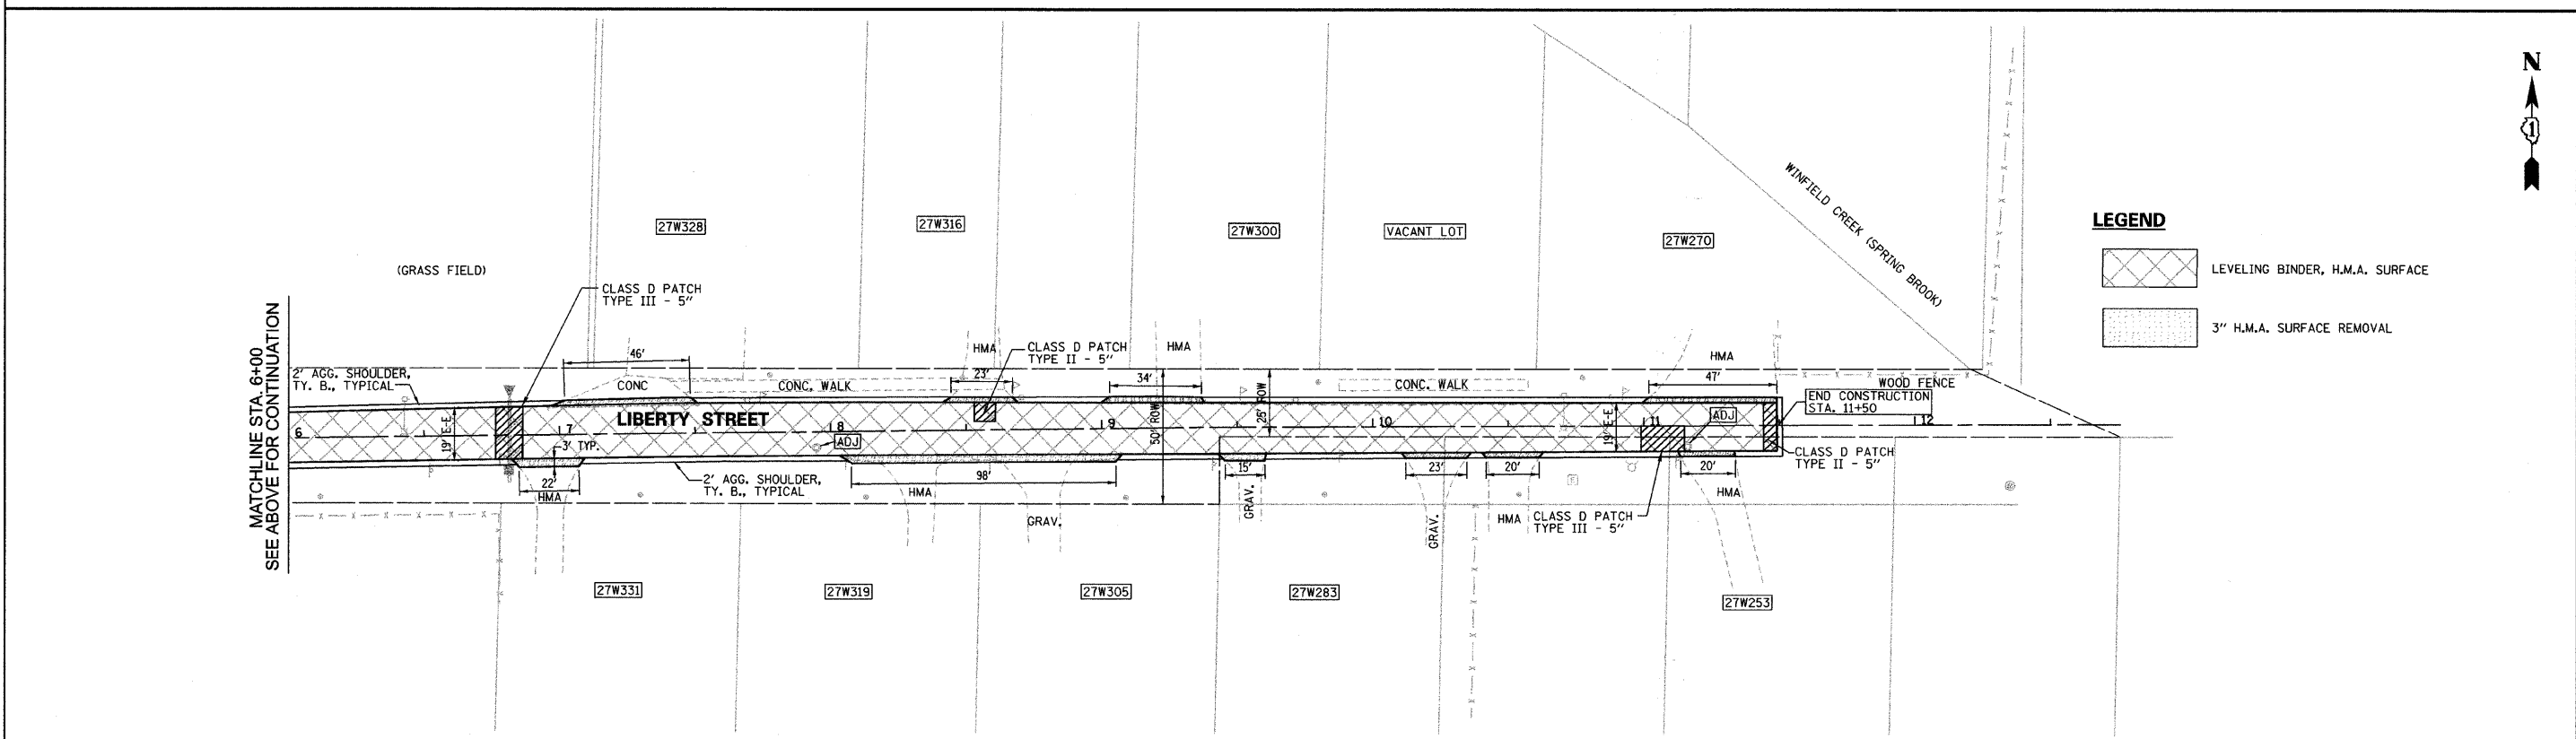 N
1
27W328
27W316
27W300
VACANT LOT
27W270
WINFIELD CREEK (SPRING BROOK)
LEGEND
LEVELING BINDER, H.M.A. SURFACE
3" H.M.A. SURFACE REMOVAL
(GRASS FIELD)
CLASS D PATCH
TYPE III - 5"
MATCHLINE STA. 6+00
SEE ABOVE FOR CONTINUATION
2' AGG. SHOULDER,
TY. B., TYPICAL
46'
CONC
CONC. WALK
HMA
23'
CLASS D PATCH
TYPE II - 5"
HMA
34'
50' ROW
25' ROW
CONC. WALK
HMA
47'
WOOD FENCE
END CONSTRUCTION
STA. 11+50
6
19' E-E
7
LIBERTY STREET
8
9
10
11
12
ADJ
ADJ
19' E-E
3' TYP.
22'
HMA
2' AGG. SHOULDER,
TY. B., TYPICAL
98'
HMA
GRAV.
15'
GRAV.
23'
GRAV.
20'
HMA
CLASS D PATCH
TYPE III - 5"
20'
HMA
CLASS D PATCH
TYPE II - 5"
27W331
27W319
27W305
27W283
27W253